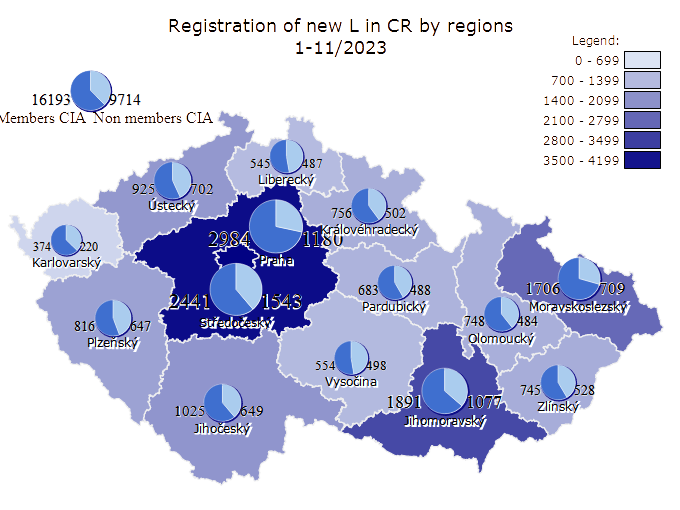 Registration of new L in CR by regions
1-11/2023
Legend:
0 - 699
700 - 1399
1400 - 2099
2100 - 2799
2800 - 3499
3500 - 4199
16193 9714
Members CIA Non members CIA
545 487
Liberecký
925 702
Ústecký
756 502
Královéhradecký
374 220
Karlovarský
2984 1180
Praha
2441 1543
Středočeský
683 488
Pardubický
1706 709
Moravskoslezský
816 647
Plzeňský
748 484
Olomoucký
554 498
Vysočina
745 528
Zlínský
1025 649
Jihočeský
1891 1077
Jihomoravský